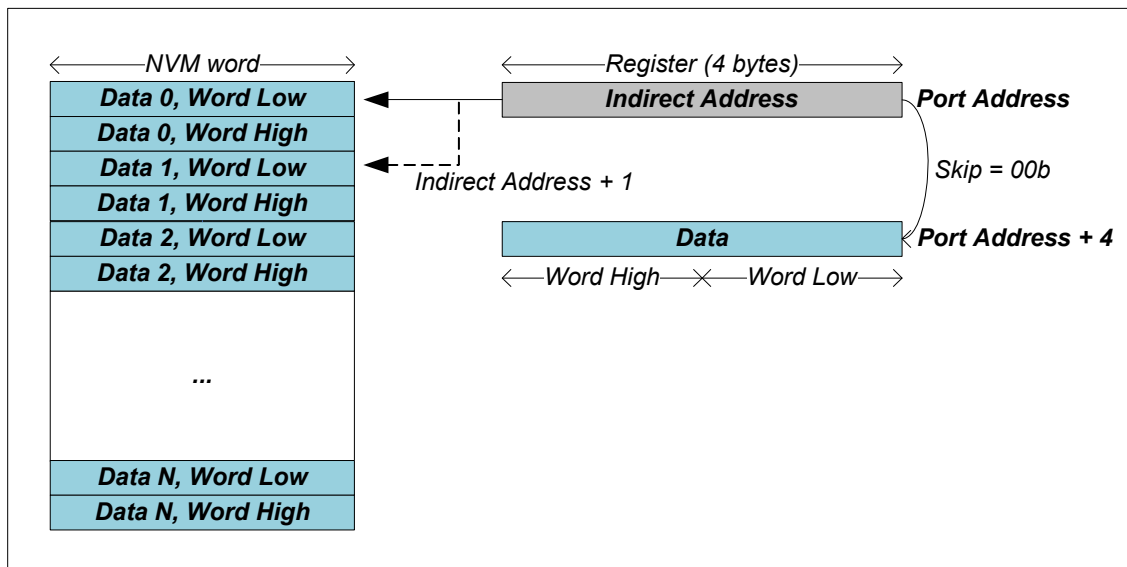 NVM word
Data 0, Word Low
Data 0, Word High
Data 1, Word Low
Data 1, Word High
Data 2, Word Low
Data 2, Word High
...
Data N, Word Low
Data N, Word High
Register (4 bytes)
Indirect Address
Port Address
Indirect Address + 1
Skip = 00b
Data
Port Address + 4
Word High
Word Low